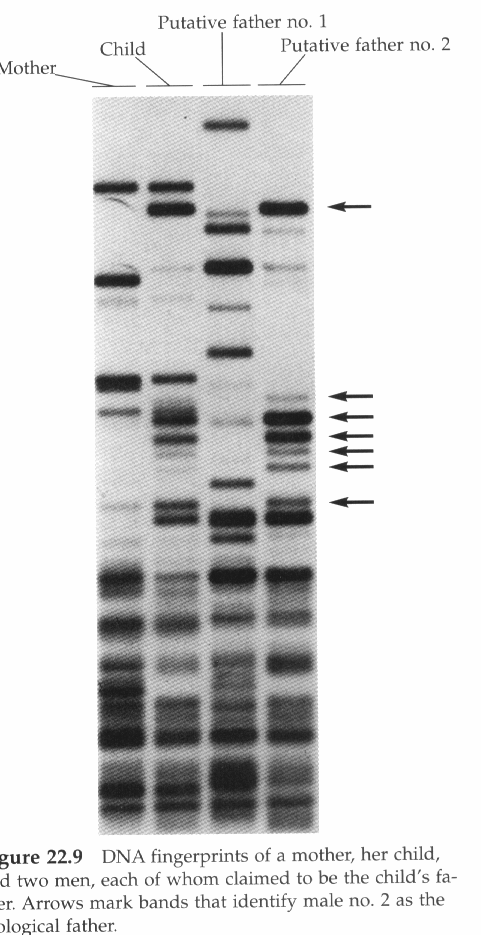 Putative father no. 1
Child
Putative father no. 2
Mother
gure 22.9 DNA fingerprints of a mother, her child,
d two men, each of whom claimed to be the child's fa-
er. Arrows mark bands that identify male no. 2 as the
ological father.